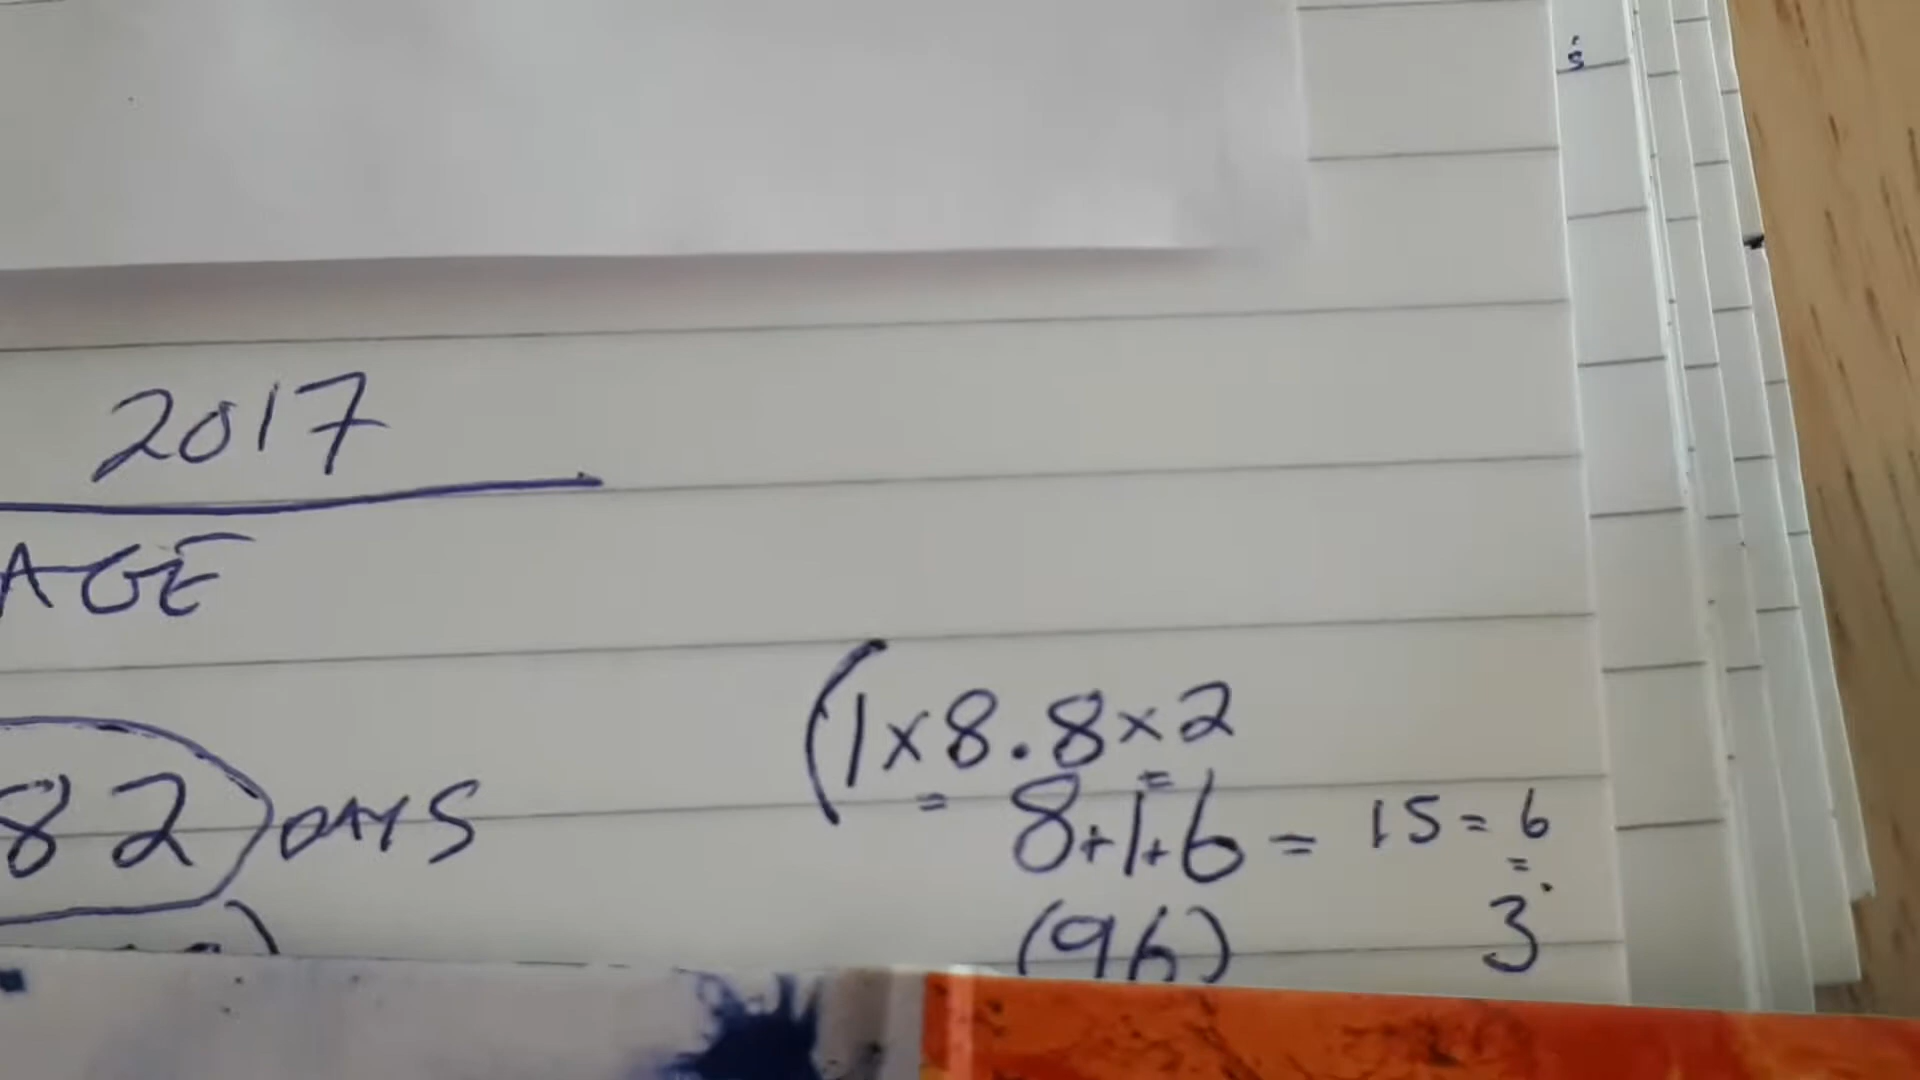 2017
AGE
(1x8.8x2
= =
82 DAYS
8+1+6 = 15 = 6
=
(96) 3